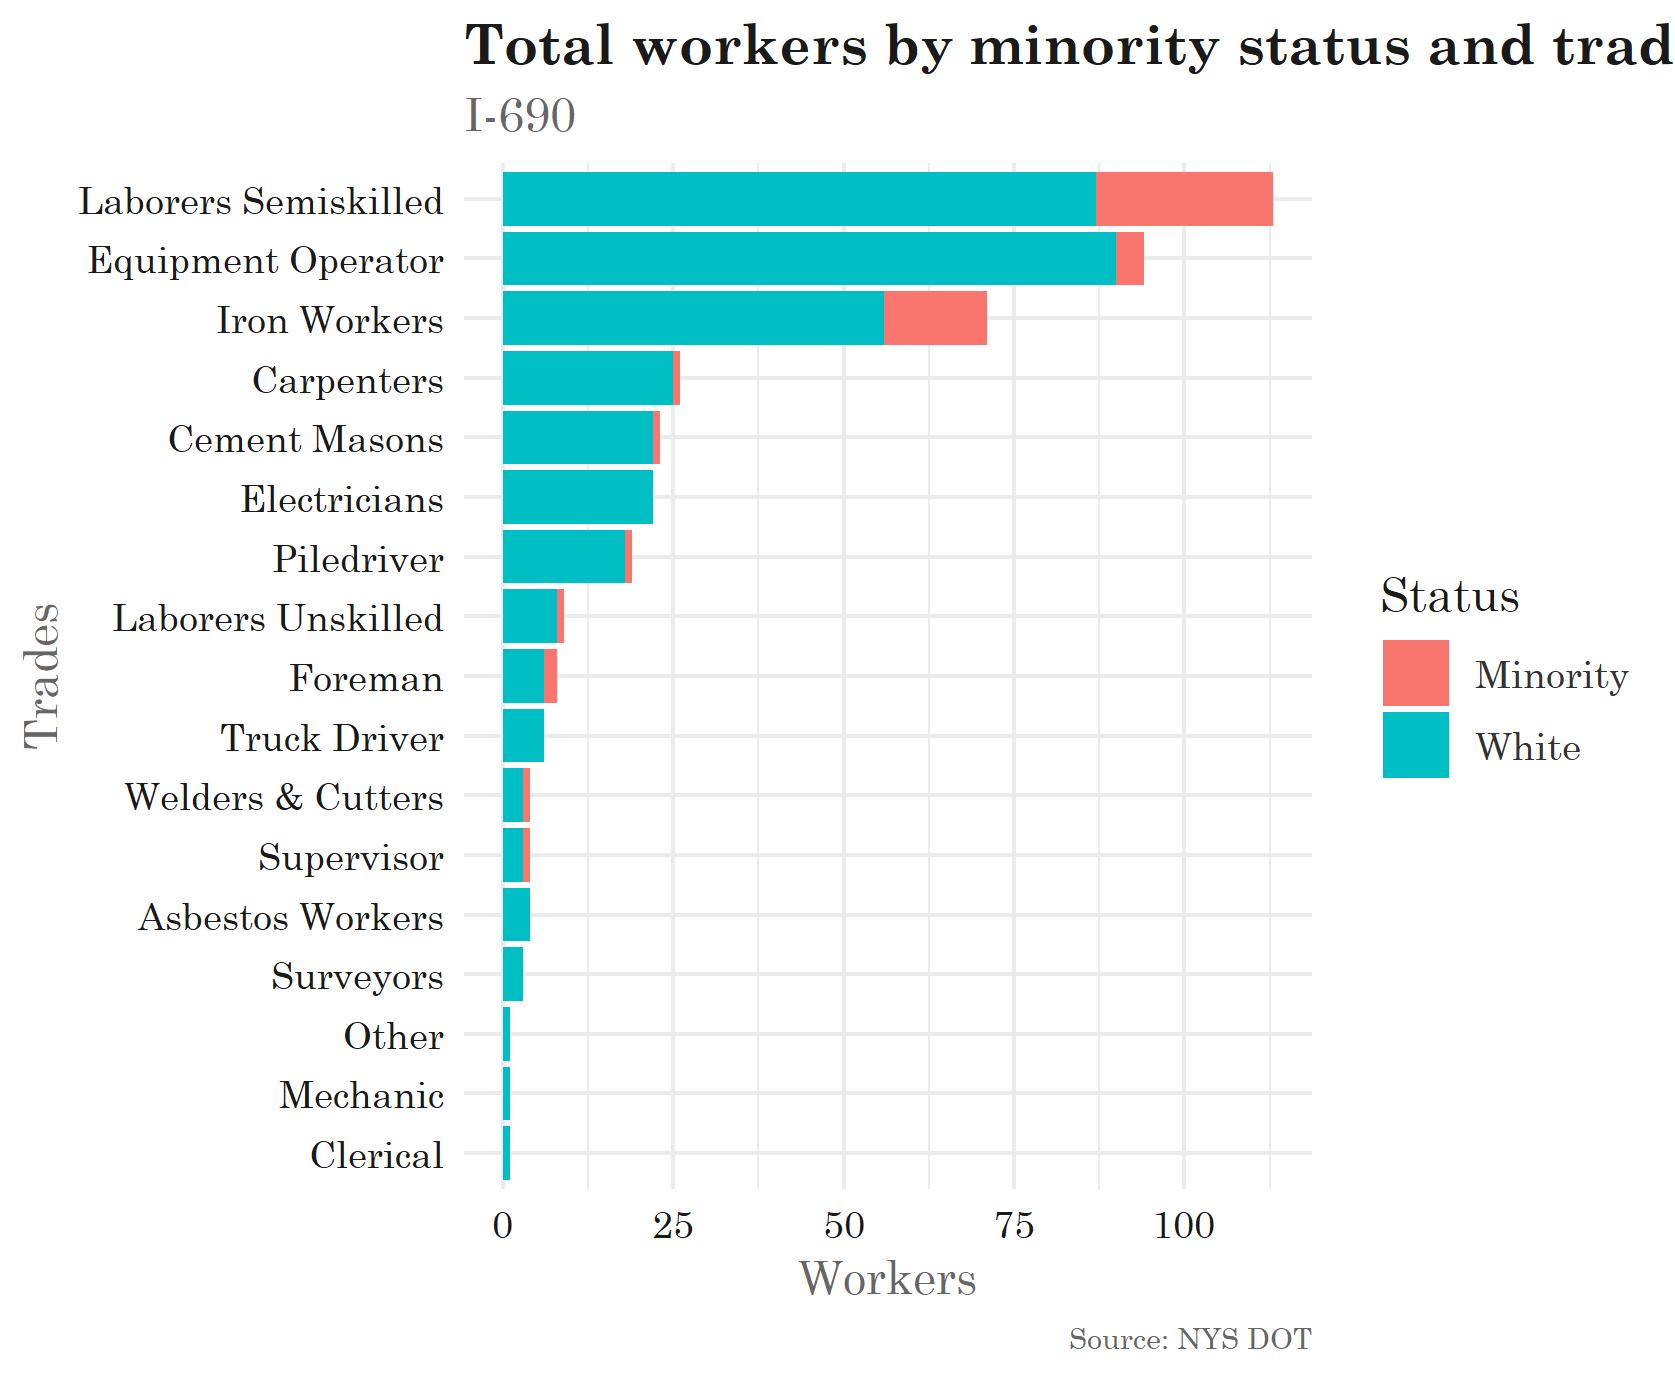 Total workers by minority status and trad
I-690
Laborers Semiskilled
Equipment Operator
Iron Workers
Carpenters
Cement Masons
Electricians
Piledriver
Laborers Unskilled
Foreman
Truck Driver
Welders & Cutters
Supervisor
Asbestos Workers
Surveyors
Other
Mechanic
Clerical
Trades
0 25 50 75 100
Workers
Status
Minority
White
Source: NYS DOT